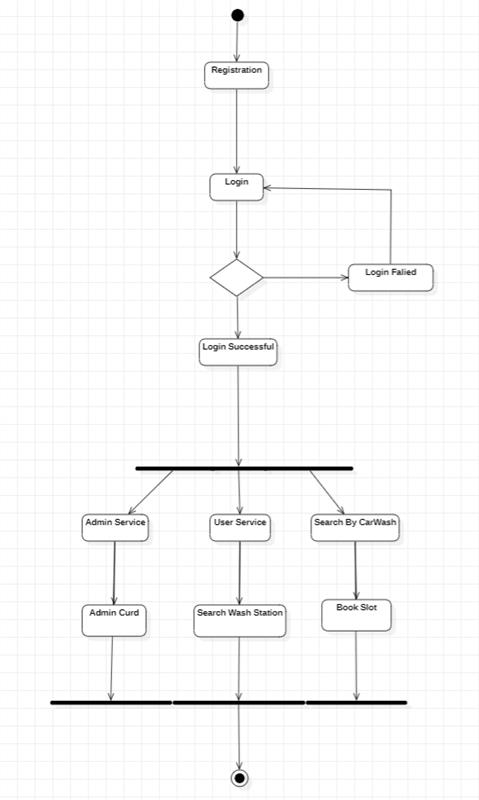 Registration
Login
Login Falied
Login Successful
Admin Service
User Service
Search By CarWash
Admin Curd
Search Wash Station
Book Slot